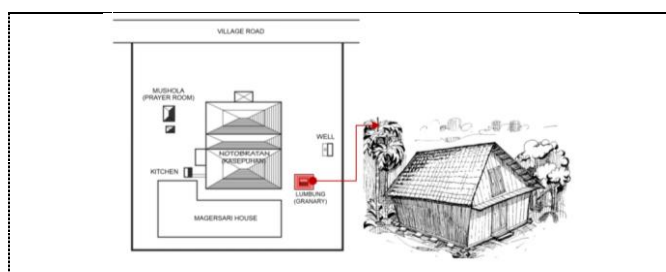 VILLAGE ROAD
MUSHOLA
(PRAYER ROOM)
WELL
NOTOBRATAN
(KASEPUHAN)
KITCHEN
LUMBUNG
(GRANARY)
MAGERSARI HOUSE